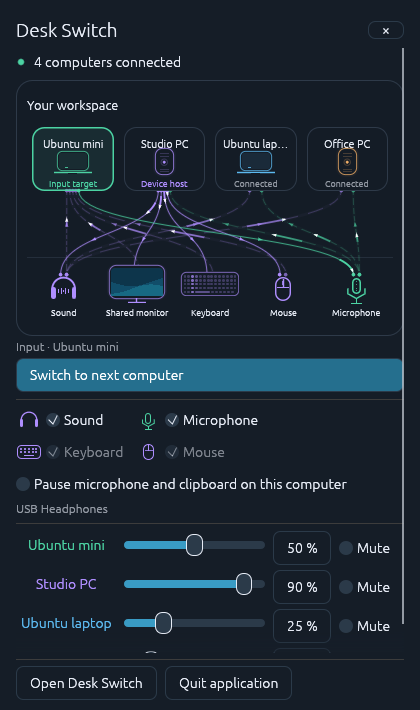 Desk Switch
×
4 computers connected
Your workspace
Ubuntu mini
Input target
Studio PC
Device host
Ubuntu lap...
Connected
Office PC
Connected
Sound
Shared monitor
Keyboard
Mouse
Microphone
Input · Ubuntu mini
Switch to next computer
Sound
Microphone
Keyboard
Mouse
Pause microphone and clipboard on this computer
USB Headphones
Ubuntu mini 50 % Mute
Studio PC 90 % Mute
Ubuntu laptop 25 % Mute
Open Desk Switch
Quit application